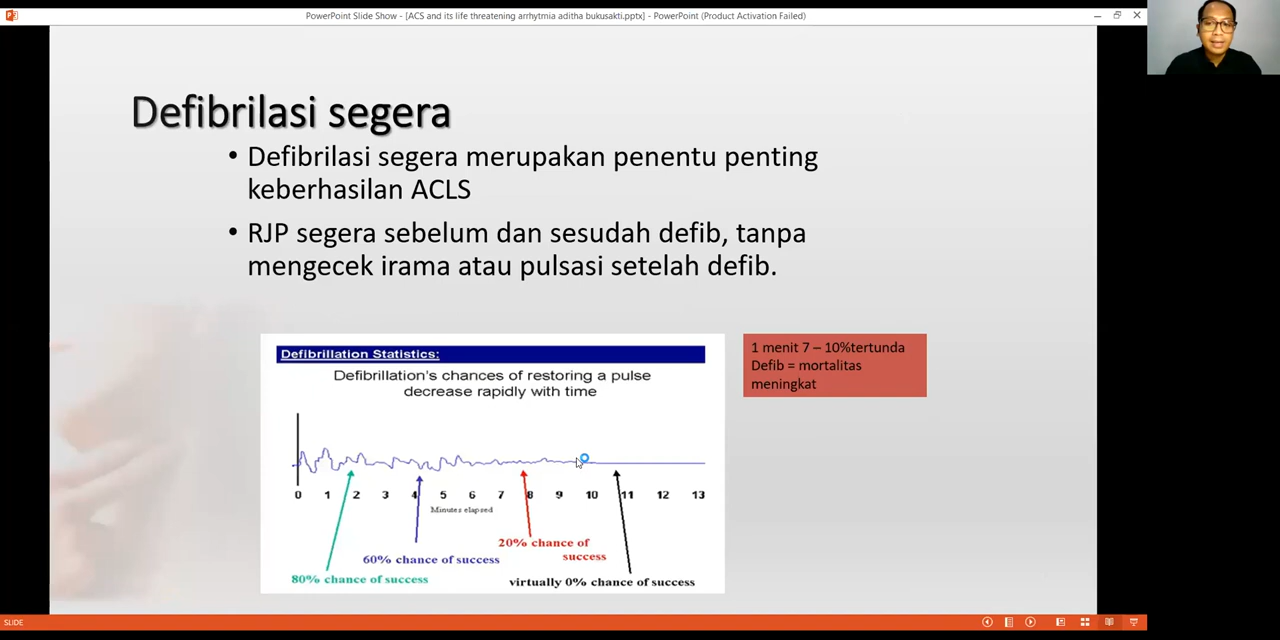 PowerPoint Slide Show - [ACS and its life threatening arrhytmia aditha bukusakti.pptx] - PowerPoint (Product Activation Failed)
Defibrilasi segera
• Defibrilasi segera merupakan penentu penting
keberhasilan ACLS
• RJP segera sebelum dan sesudah defib, tanpa
mengecek irama atau pulsasi setelah defib.
Defibrillation Statistics:
Defibrillation's chances of restoring a pulse
decrease rapidly with time
0 1 2 3 4 5 6 7 8 9 10 11 12 13
Minutes elapsed
20% chance of
success
60% chance of success
80% chance of success
virtually 0% chance of success
1 menit 7 – 10%tertunda
Defib = mortalitas
meningkat
SLIDE